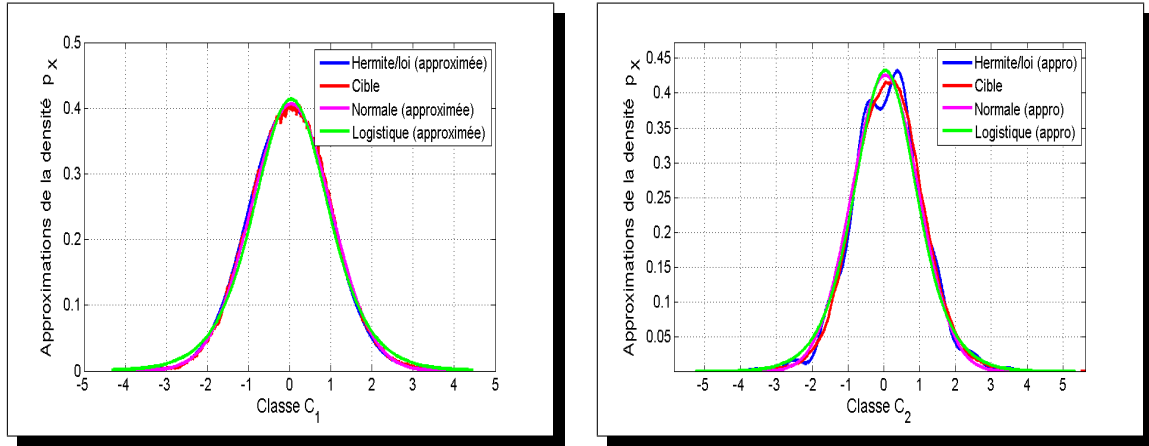 Approximations de la densité p x
0.5
0.4
0.3
0.2
0.1
0
-5 -4 -3 -2 -1 0 1 2 3 4 5
Classe C1
Hermite/loi (approximée)
Cible
Normale (approximée)
Logistique (approximée)
Approximations de la densité p x
0.45
0.4
0.35
0.3
0.25
0.2
0.15
0.1
0.05
-5 -4 -3 -2 -1 0 1 2 3 4 5
Classe C2
Hermite/loi (appro)
Cible
Normale (appro)
Logistique (appro)